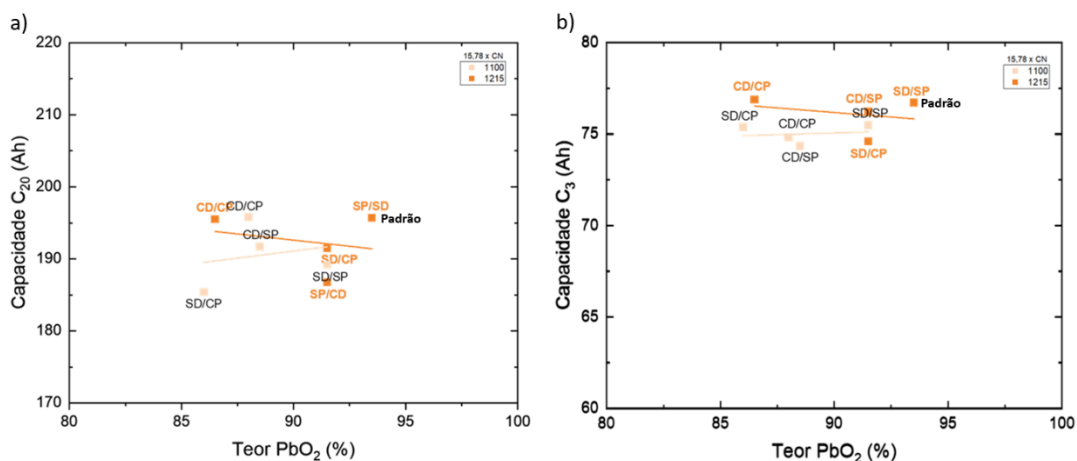 a)
220
210
200
190
180
170
80
85
90
95
100
Capacidade C20 (Ah)
Teor PbO2 (%)
15,78 x CN
1100
1215
CD/CP
CD/CP
SP/SD
Padrão
CD/SP
SD/CP
SD/SP
SD/CP
SP/CD
b)
80
75
70
65
60
80
85
90
95
100
Capacidade C3 (Ah)
Teor PbO2 (%)
15,78 x CN
1100
1215
CD/CP
CD/SP
SD/SP
Padrão
SD/CP
CD/CP
SD/SP
CD/SP
SD/CP